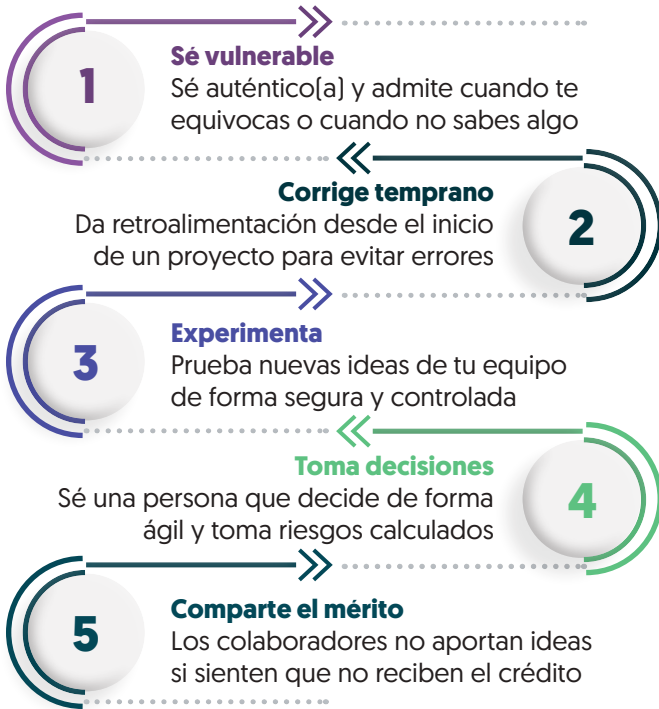 1
Sé vulnerable
Sé auténtico(a) y admite cuando te
equivocas o cuando no sabes algo
2
Corrige temprano
Da retroalimentación desde el inicio
de un proyecto para evitar errores
3
Experimenta
Prueba nuevas ideas de tu equipo
de forma segura y controlada
4
Toma decisiones
Sé una persona que decide de forma
ágil y toma riesgos calculados
5
Comparte el mérito
Los colaboradores no aportan ideas
si sienten que no reciben el crédito